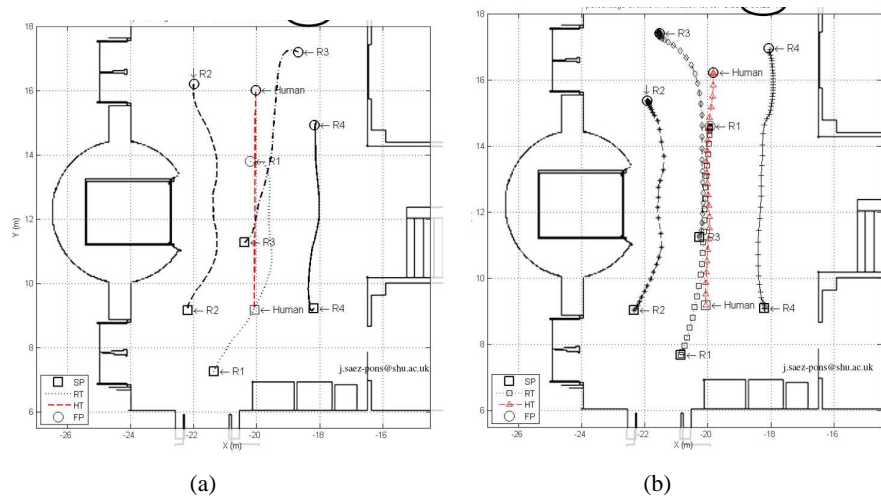 18
16
14
12
10
8
6
Y (m)
-26
-24
-22
-20
-18
-16
X (m)
R2
R3
Human
R4
R1
R3
R2
Human
R4
R1
j.saez-pons@shu.ac.uk
SP
RT
HT
FP
(a)
18
16
14
12
10
8
6
-26
-24
-22
-20
-18
-16
-14
X (m)
R3
R4
Human
R2
R1
R3
Human
R2
R4
R1
j.saez-pons@shu.ac.uk
SP
RT
HT
FP
(b)